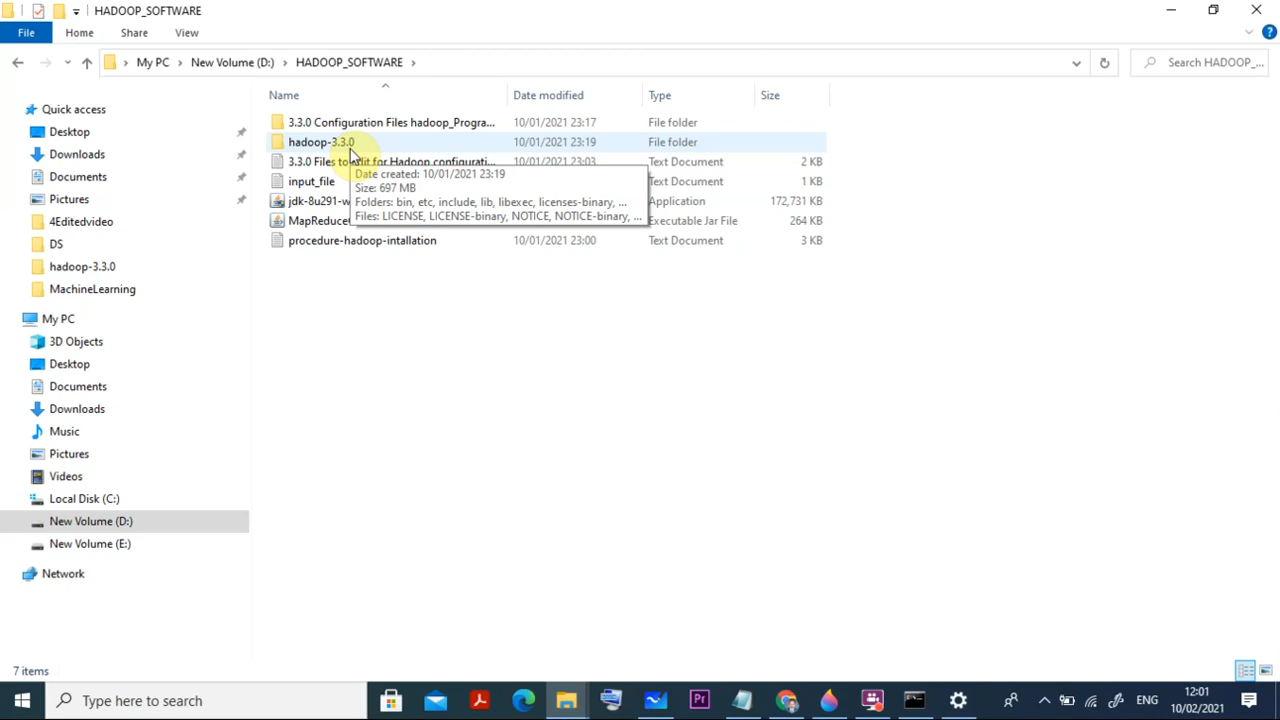 HADOOP_SOFTWARE
File Home Share View
My PC New Volume (D:) HADOOP_SOFTWARE Search HADOOP_...
Name Date modified Type Size
Quick access
Desktop
Downloads
Documents
Pictures
4Editedvideo
DS
hadoop-3.3.0
MachineLearning
My PC
3D Objects
Desktop
Documents
Downloads
Music
Pictures
Videos
Local Disk (C:)
New Volume (D:)
New Volume (E:)
Network
3.3.0 Configuration Files hadoop_Progra... 10/01/2021 23:17 File folder
hadoop-3.3.0 10/01/2021 23:19 File folder
3.3.0 Files to edit for Hadoop configurati... 10/01/2021 23:03 Text Document 2 KB
input_file Text Document 1 KB
jdk-8u291-w Application 172,731 KB
MapReduce Executable Jar File 264 KB
procedure-hadoop-intallation 10/01/2021 23:00 Text Document 3 KB
Date created: 10/01/2021 23:19
Size: 697 MB
Folders: bin, etc, include, lib, libexec, licenses-binary, ...
Files: LICENSE, LICENSE-binary, NOTICE, NOTICE-binary, ...
7 items
Type here to search
ENG
12:01
10/02/2021